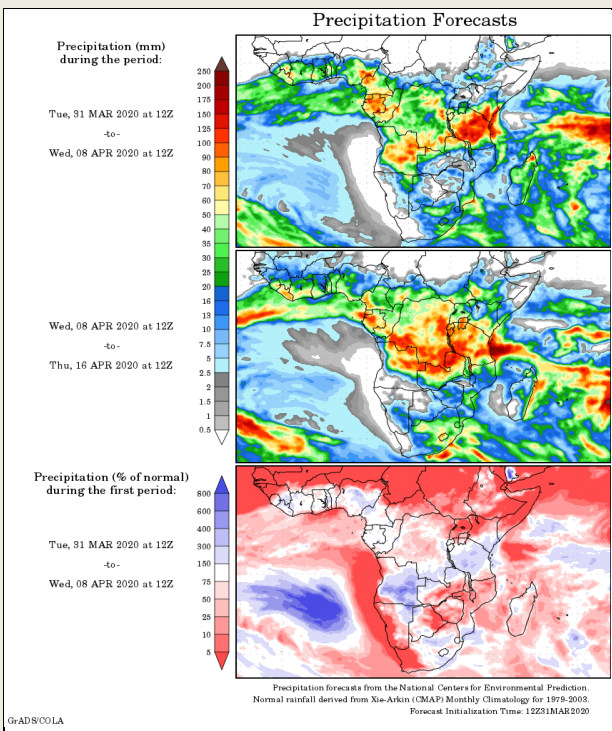 Precipitation Forecasts
Precipitation (mm)
during the period:
Tue, 31 MAR 2020 at 12Z
-to-
Wed, 08 APR 2020 at 12Z
250
200
175
150
125
100
90
80
70
60
50
40
35
30
25
20
16
13
10
7.5
5
2.5
2
1.5
1
0.5
Wed, 08 APR 2020 at 12Z
-to-
Thu, 16 APR 2020 at 12Z
Precipitation (% of normal)
during the first period:
Tue, 31 MAR 2020 at 12Z
-to-
Wed, 08 APR 2020 at 12Z
800
600
400
300
150
75
50
25
10
5
Precipitation forecasts from the National Centers for Environmental Prediction.
Normal rainfall derived from Xie-Arkin (CMAP) Monthly Climatology for 1979-2003.
Forecast Initialization Time: 12Z31MAR2020
GrADS/COLA